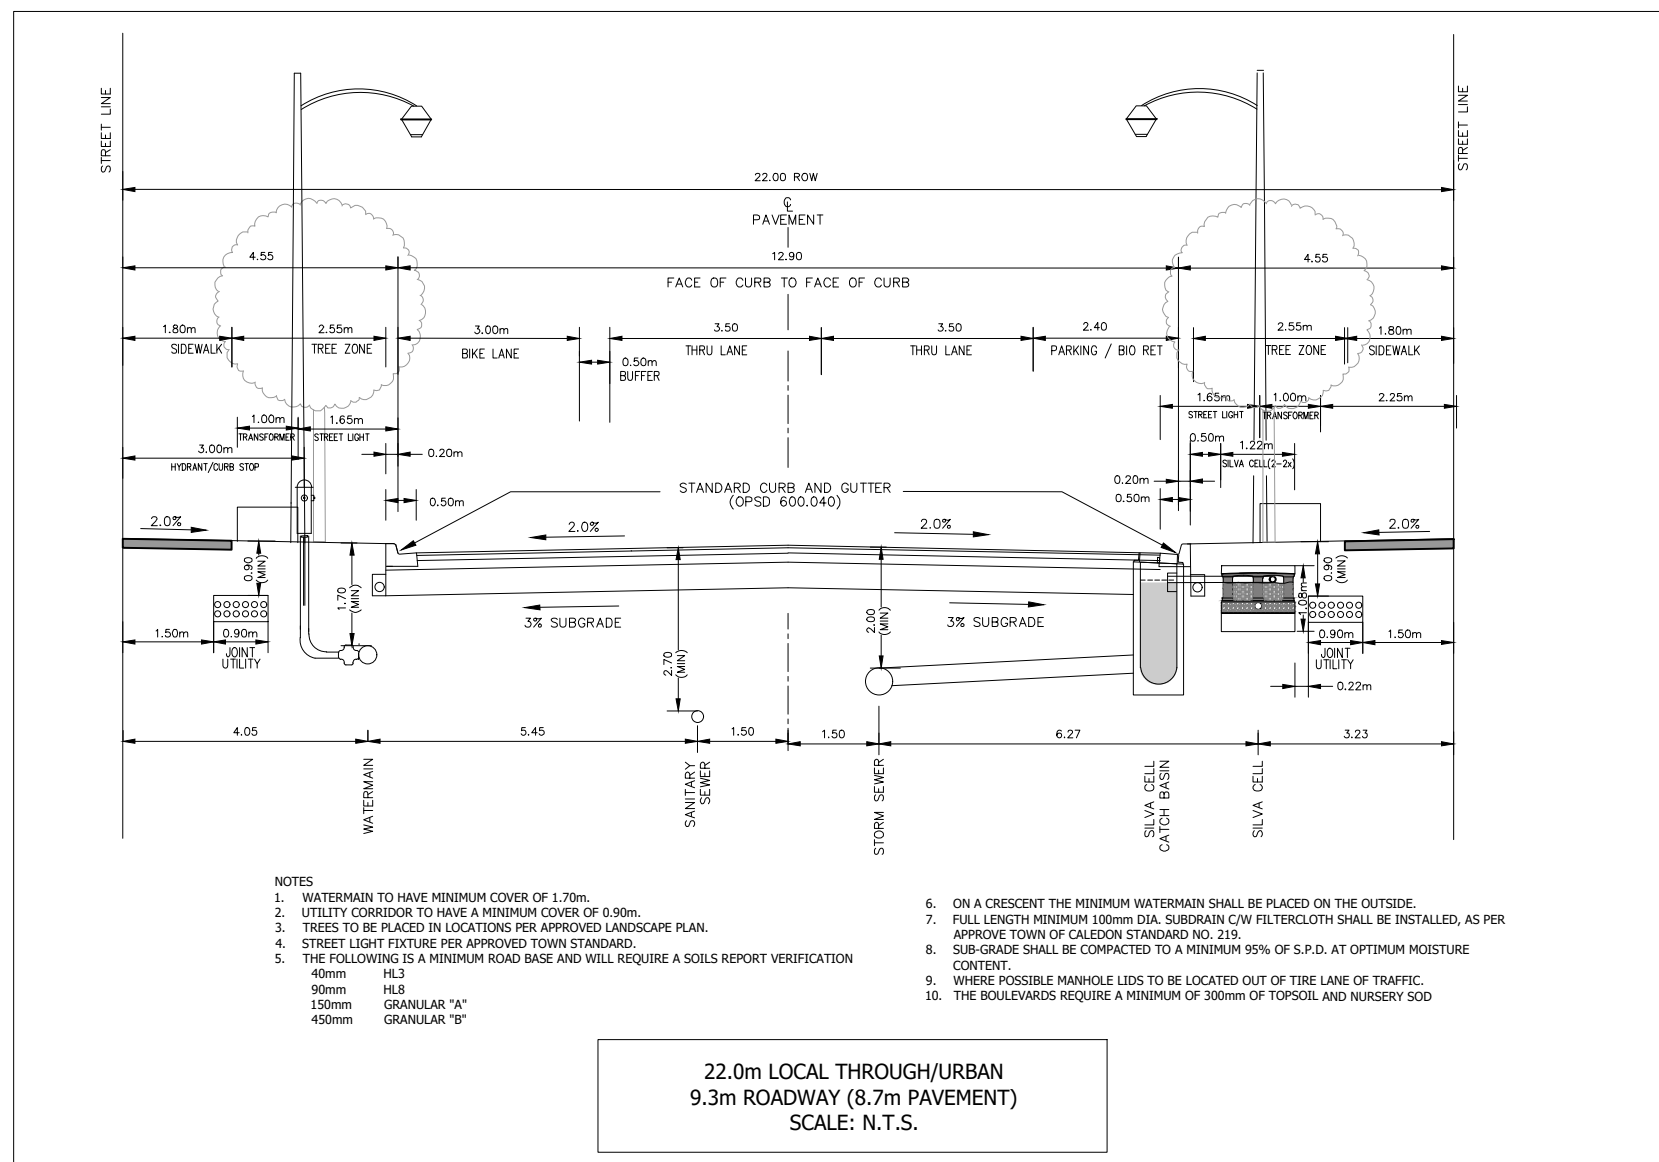 STREET LINE
STREET LINE
22.00 ROW
℄
PAVEMENT
4.55
12.90
4.55
FACE OF CURB TO FACE OF CURB
1.80m
2.55m
3.00m
3.50
3.50
2.40
2.55m
1.80m
SIDEWALK
TREE ZONE
BIKE LANE
THRU LANE
THRU LANE
PARKING / BIO RET
TREE ZONE
SIDEWALK
0.50m
BUFFER
1.00m
1.65m
1.65m
1.00m
2.25m
TRANSFORMER
STREET LIGHT
STREET LIGHT
TRANSFORMER
3.00m
0.20m
0.50m
1.22m
HYDRANT/CURB STOP
SILVA CELL(2-2x)
0.20m
0.50m
STANDARD CURB AND GUTTER
(OPSD 600.040)
0.50m
2.0%
2.0%
2.0%
2.0%
0.90
(MIN)
1.70
(MIN)
2.70
(MIN)
2.00
(MIN)
1.08m
0.90
(MIN)
3% SUBGRADE
3% SUBGRADE
1.50m
0.90m
0.90m
1.50m
JOINT
UTILITY
JOINT
UTILITY
0.22m
4.05
5.45
1.50
1.50
6.27
3.23
WATERMAIN
SANITARY
SEWER
STORM SEWER
SILVA CELL
CATCH BASIN
SILVA CELL
NOTES
1. WATERMAIN TO HAVE MINIMUM COVER OF 1.70m.
2. UTILITY CORRIDOR TO HAVE A MINIMUM COVER OF 0.90m.
3. TREES TO BE PLACED IN LOCATIONS PER APPROVED LANDSCAPE PLAN.
4. STREET LIGHT FIXTURE PER APPROVED TOWN STANDARD.
5. THE FOLLOWING IS A MINIMUM ROAD BASE AND WILL REQUIRE A SOILS REPORT VERIFICATION
40mm HL3
90mm HL8
150mm GRANULAR "A"
450mm GRANULAR "B"
6. ON A CRESCENT THE MINIMUM WATERMAIN SHALL BE PLACED ON THE OUTSIDE.
7. FULL LENGTH MINIMUM 100mm DIA. SUBDRAIN C/W FILTERCLOTH SHALL BE INSTALLED, AS PER
APPROVE TOWN OF CALEDON STANDARD NO. 219.
8. SUB-GRADE SHALL BE COMPACTED TO A MINIMUM 95% OF S.P.D. AT OPTIMUM MOISTURE
CONTENT.
9. WHERE POSSIBLE MANHOLE LIDS TO BE LOCATED OUT OF TIRE LANE OF TRAFFIC.
10. THE BOULEVARDS REQUIRE A MINIMUM OF 300mm OF TOPSOIL AND NURSERY SOD
22.0m LOCAL THROUGH/URBAN
9.3m ROADWAY (8.7m PAVEMENT)
SCALE: N.T.S.